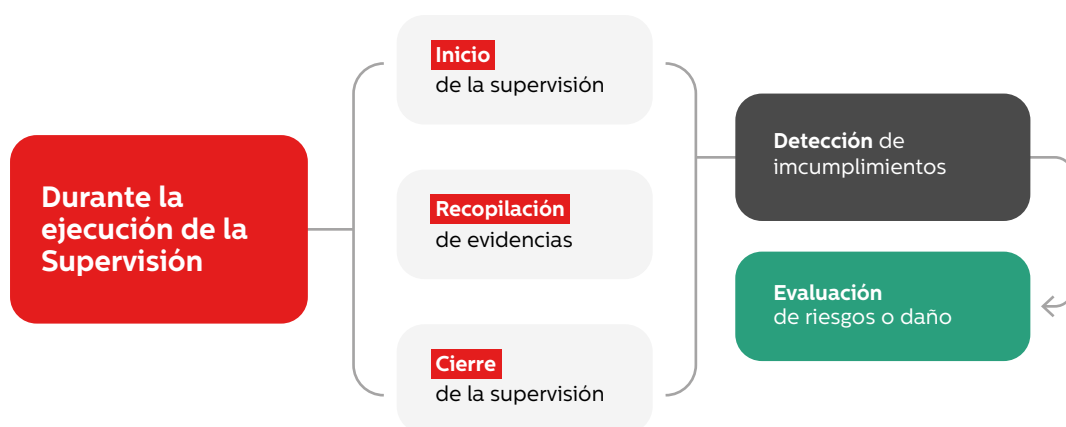 Durante la
ejecución de la
Supervisión
Inicio
de la supervisión
Recopilación
de evidencias
Cierre
de la supervisión
Detección de
imcumplimientos
Evaluación
de riesgos o daño